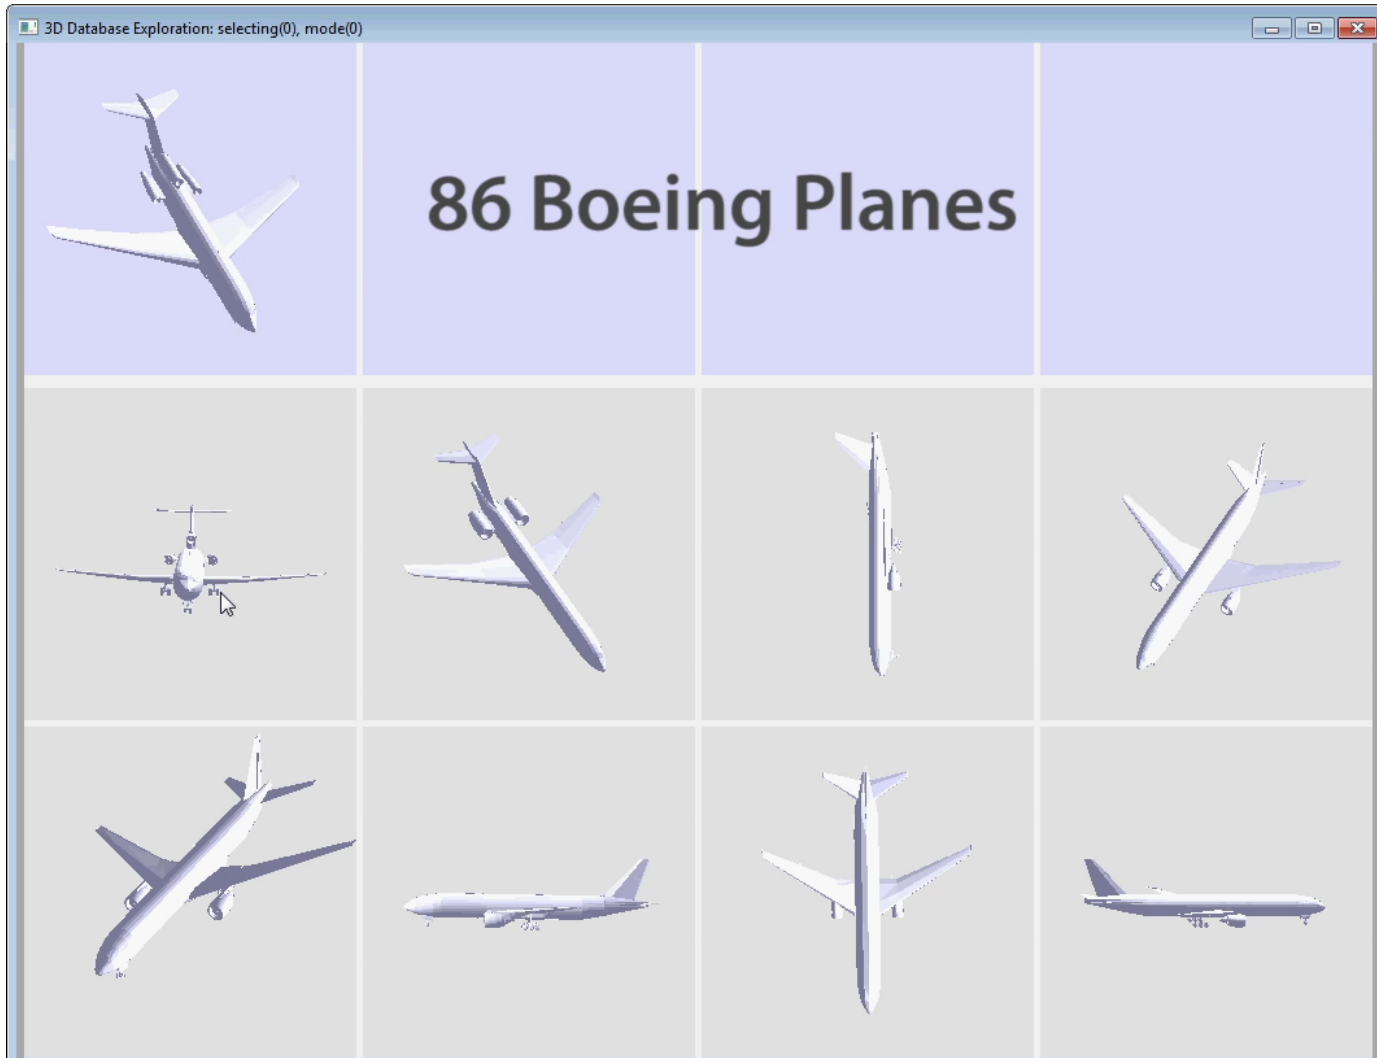 3D Database Exploration: selecting(0), mode(0)
86 Boeing Planes